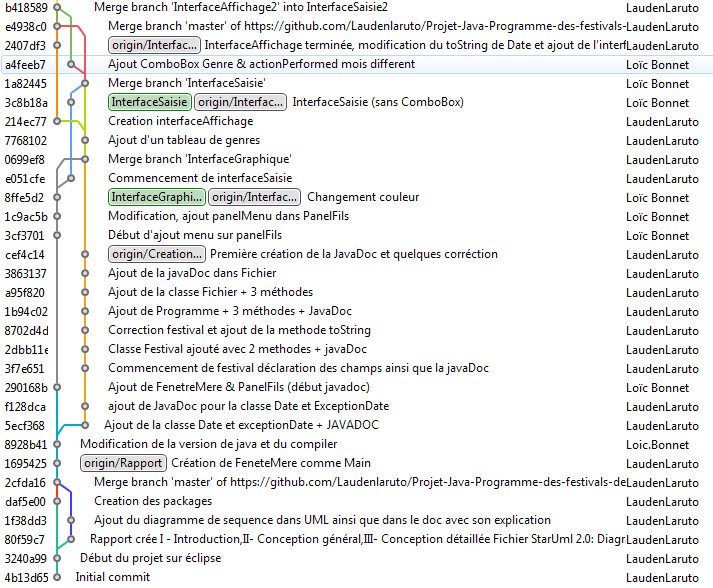 b418589 Merge branch 'InterfaceAffichage2' into InterfaceSaisie2 LaudenLaruto
e4938c0 Merge branch 'master' of https://github.com/Laudenlaruto/Projet-Java-Programme-des-festivals- LaudenLaruto
2407df3 origin/Interfac... InterfaceAffichage terminée, modification du toString de Date et ajout de l'interf LaudenLaruto
a4feeb7 Ajout ComboBox Genre & actionPerformed mois different Loïc Bonnet
1a82445 Merge branch 'InterfaceSaisie' LaudenLaruto
3c8b18a InterfaceSaisie origin/Interfac... InterfaceSaisie (sans ComboBox) Loïc Bonnet
214ec77 Creation interfaceAffichage LaudenLaruto
7768102 Ajout d'un tableau de genres LaudenLaruto
0699ef8 Merge branch 'InterfaceGraphique' LaudenLaruto
e051cfe Commencement de interfaceSaisie LaudenLaruto
8ffe5d2 InterfaceGraphi... origin/Interfac... Changement couleur Loïc Bonnet
1c9ac5b Modification, ajout panelMenu dans PanelFils Loïc Bonnet
3cf3701 Début d'ajout menu sur panelFils Loïc Bonnet
cef4c14 origin/Creation... Première création de la JavaDoc et quelques corréction LaudenLaruto
3863137 Ajout de la javaDoc dans Fichier LaudenLaruto
a95f820 Ajout de la classe Fichier + 3 méthodes LaudenLaruto
1b94c02 Ajout de Programme + 3 méthodes + JavaDoc LaudenLaruto
8702d4d Correction festival et ajout de la methode toString LaudenLaruto
2dbb11e Classe Festival ajouté avec 2 methodes + javaDoc LaudenLaruto
3f7e651 Commencement de festival déclaration des champs ainsi que la javaDoc LaudenLaruto
290168b Ajout de FenetreMere & PanelFils (début javadoc) Loïc Bonnet
f128dca ajout de JavaDoc pour la classe Date et ExceptionDate LaudenLaruto
5ecf368 Ajout de la classe Date et exceptionDate + JAVADOC LaudenLaruto
8928b41 Modification de la version de java et du compiler Loic.Bonnet
1695425 origin/Rapport Création de FeneteMere comme Main LaudenLaruto
2cfda16 Merge branch 'master' of https://github.com/Laudenlaruto/Projet-Java-Programme-des-festivals-de LaudenLaruto
daf5e00 Creation des packages LaudenLaruto
1f38dd3 Ajout du diagramme de sequence dans UML ainsi que dans le doc avec son explication LaudenLaruto
80f59c7 Rapport crée I - Introduction,II- Conception général,III- Conception détaillée Fichier StarUml 2.0: Diagr LaudenLaruto
3240a99 Début du projet sur éclipse LaudenLaruto
4b13d65 Initial commit LaudenLaruto